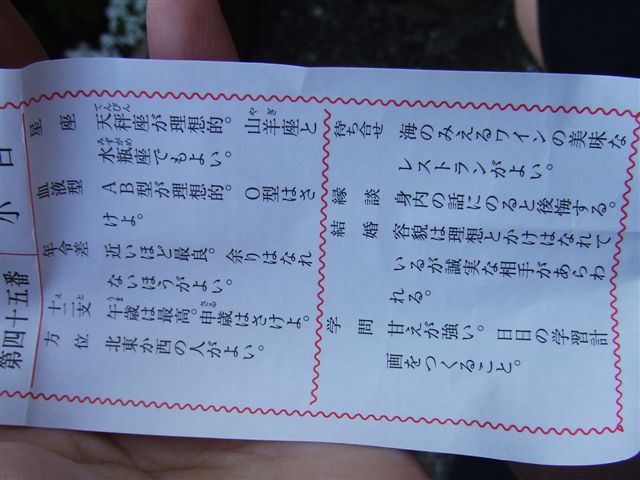 第四十五番 小吉
星座 天秤座が理想的。山羊座と
水瓶座でもよい。
血液型 AB型が理想的。O型はさ
けよ。
年令差 近いほど最良。余りはなれ
ないほうがよい。
十二支 午歳は最高。申歳はさけよ。
方位 北東か西の人がよい。
待ち合せ 海のみえるワインの美味な
レストランがよい。
縁談 身内の話にのると後悔する。
結婚 容貌は理想とかけはなれて
いるが誠実な相手があらわ
れる。
学問 甘えが強い。日日の学習計
画をつくること。